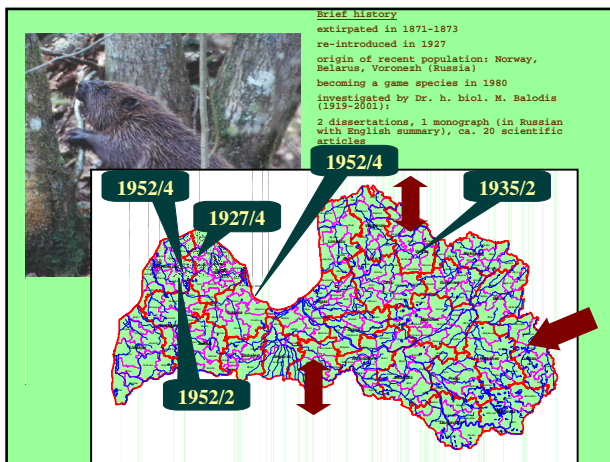 Brief history
extirpated in 1871-1873
re-introduced in 1927
origin of recent population: Norway,
Belarus, Voronezh (Russia)
becoming a game species in 1980
investigated by Dr. h. biol. M. Balodis
(1919-2001):
2 dissertations, 1 monograph (in Russian
with English summary), ca. 20 scientific
articles
1952/4
1952/4
1935/2
1927/4
1952/2